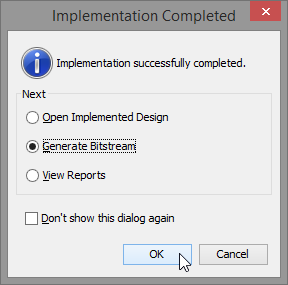 Implementation Completed
Implementation successfully completed.
Next
Open Implemented Design
Generate Bitstream
View Reports
Don't show this dialog again
OK Cancel